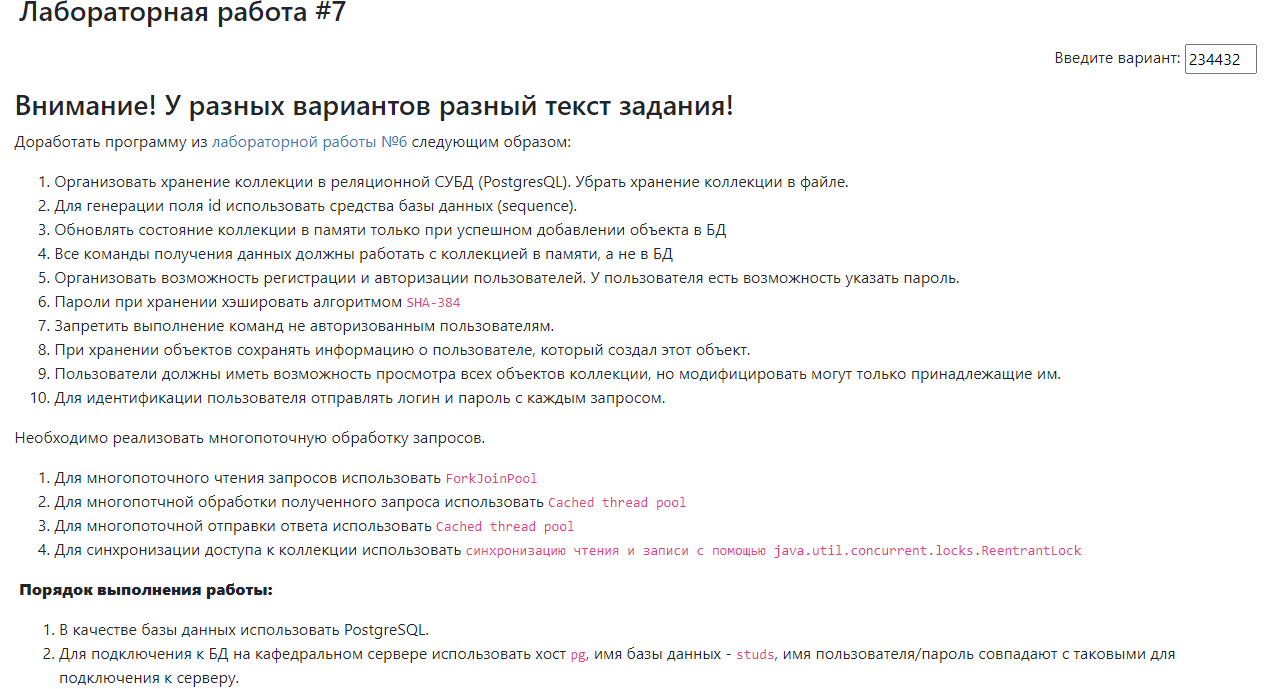 Лабораторная работа #7
Введите вариант: 234432
Внимание! У разных вариантов разный текст задания!
Доработать программу из лабораторной работы №6 следующим образом:
1. Организовать хранение коллекции в реляционной СУБД (PostgresQL). Убрать хранение коллекции в файле.
2. Для генерации поля id использовать средства базы данных (sequence).
3. Обновлять состояние коллекции в памяти только при успешном добавлении объекта в БД
4. Все команды получения данных должны работать с коллекцией в памяти, а не в БД
5. Организовать возможность регистрации и авторизации пользователей. У пользователя есть возможность указать пароль.
6. Пароли при хранении хэшировать алгоритмом SHA-384
7. Запретить выполнение команд не авторизованным пользователям.
8. При хранении объектов сохранять информацию о пользователе, который создал этот объект.
9. Пользователи должны иметь возможность просмотра всех объектов коллекции, но модифицировать могут только принадлежащие им.
10. Для идентификации пользователя отправлять логин и пароль с каждым запросом.
Необходимо реализовать многопоточную обработку запросов.
1. Для многопоточного чтения запросов использовать ForkJoinPool
2. Для многопотчной обработки полученного запроса использовать Cached thread pool
3. Для многопоточной отправки ответа использовать Cached thread pool
4. Для синхронизации доступа к коллекции использовать синхронизацию чтения и записи с помощью java.util.concurrent.locks.ReentrantLock
Порядок выполнения работы:
1. В качестве базы данных использовать PostgreSQL.
2. Для подключения к БД на кафедральном сервере использовать хост pg, имя базы данных - studs, имя пользователя/пароль совпадают с таковыми для
подключения к серверу.